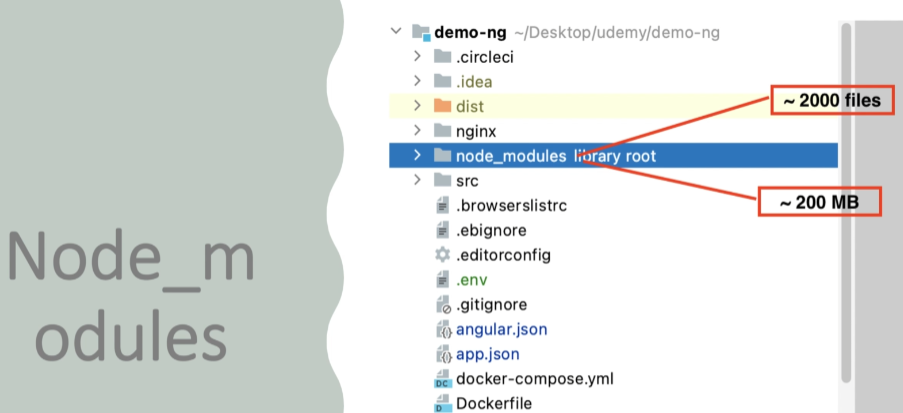 Node_m
odules
demo-ng ~/Desktop/udemy/demo-ng
.circleci
.idea
dist
nginx
node_modules library root
src
.browserslistrc
.ebignore
.editorconfig
.env
.gitignore
angular.json
app.json
docker-compose.yml
Dockerfile
~ 2000 files
~ 200 MB